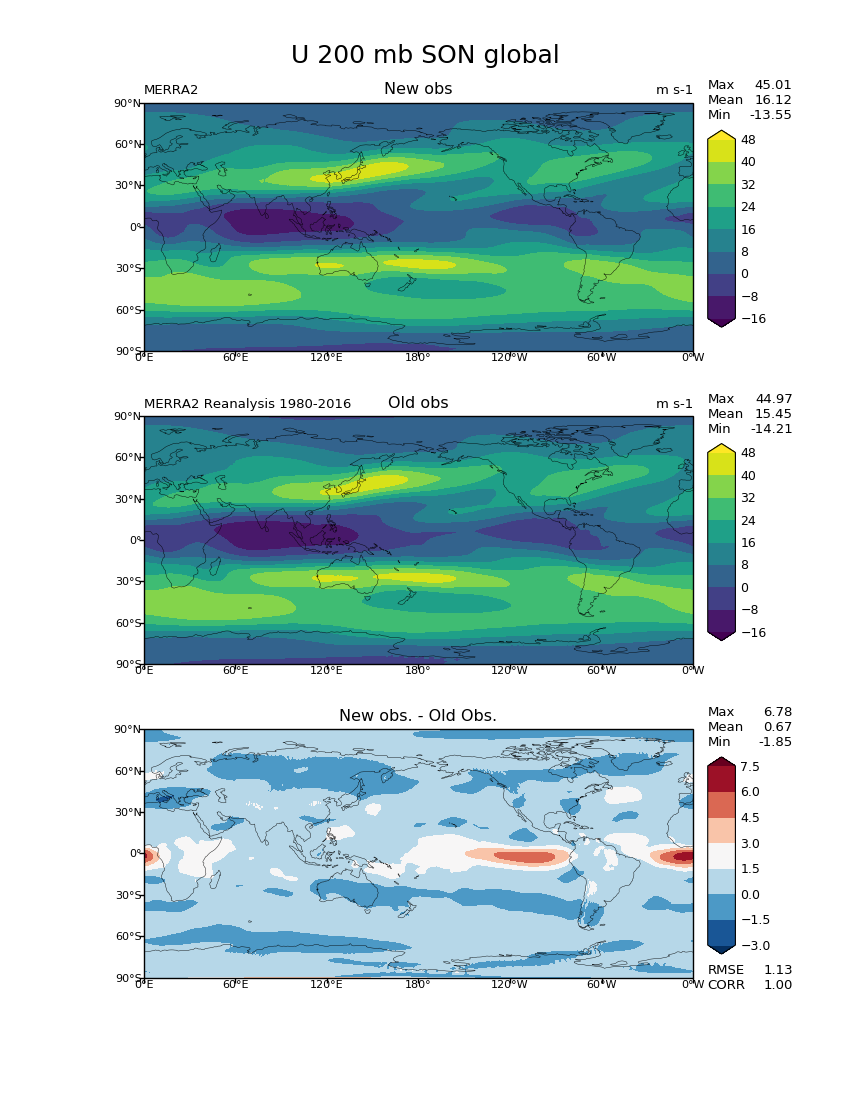 U 200 mb SON global
MERRA2 New obs m s-1
Max 45.01
Mean 16.12
Min -13.55
90°N
60°N
30°N
0°
30°S
60°S
90°S
0°E 60°E 120°E 180° 120°W 60°W 0°W
48
40
32
24
16
8
0
−8
−16
MERRA2 Reanalysis 1980-2016 Old obs m s-1
Max 44.97
Mean 15.45
Min -14.21
90°N
60°N
30°N
0°
30°S
60°S
90°S
0°E 60°E 120°E 180° 120°W 60°W 0°W
48
40
32
24
16
8
0
−8
−16
New obs. - Old Obs.
Max 6.78
Mean 0.67
Min -1.85
90°N
60°N
30°N
0°
30°S
60°S
90°S
0°E 60°E 120°E 180° 120°W 60°W 0°W
7.5
6.0
4.5
3.0
1.5
0.0
−1.5
−3.0
RMSE 1.13
CORR 1.00